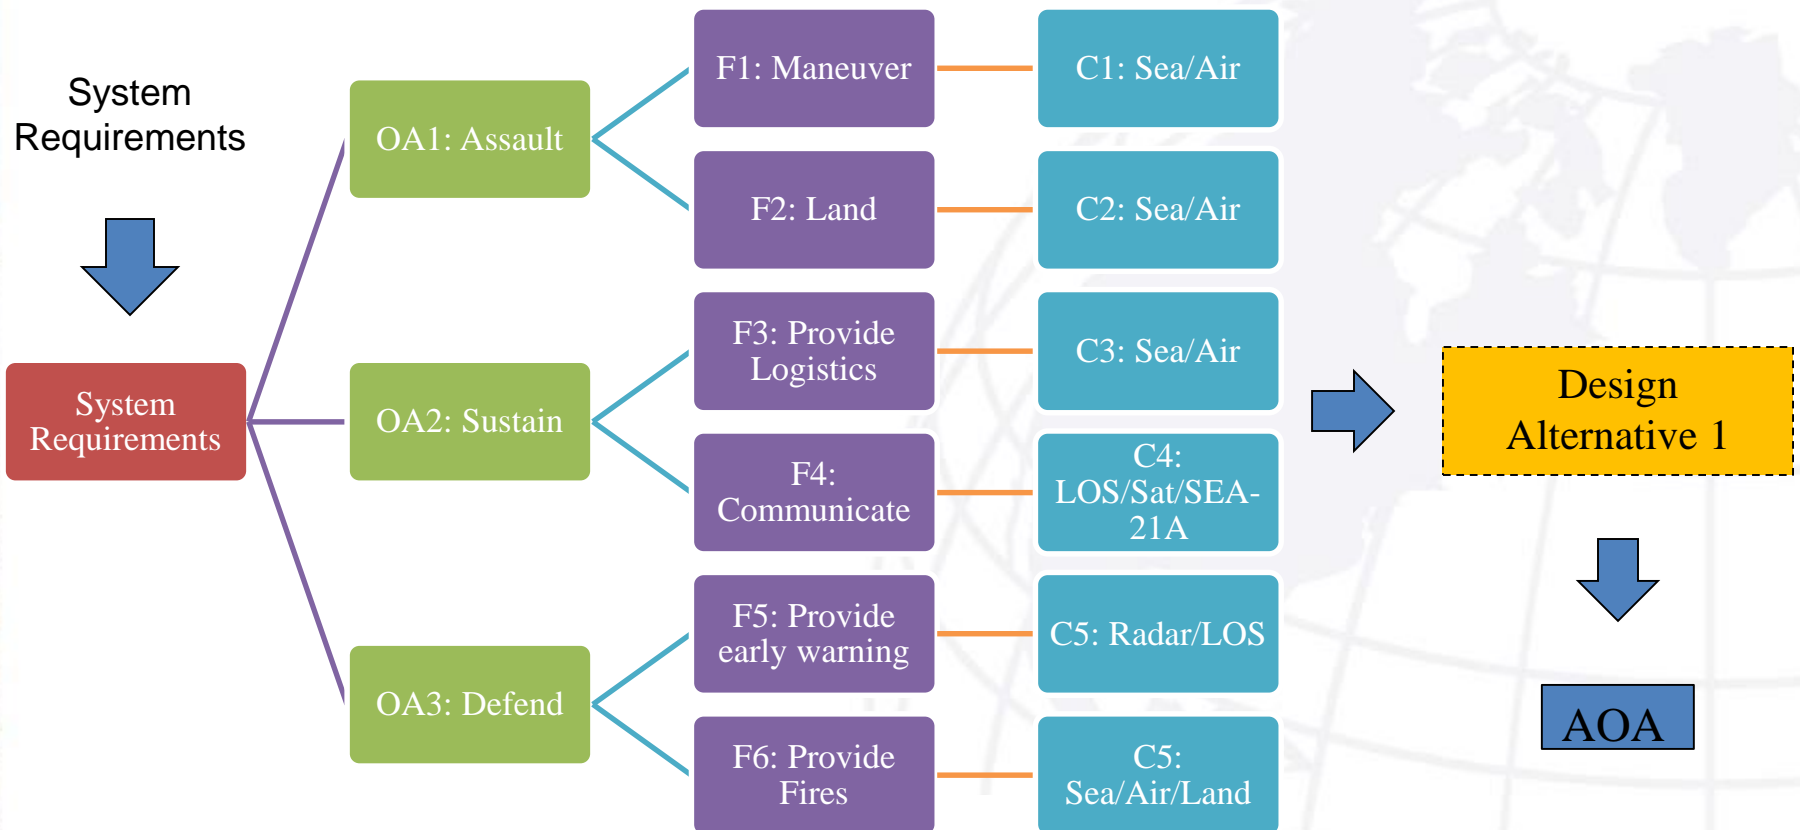 System
Requirements
System
Requirements
OA1: Assault
OA2: Sustain
OA3: Defend
F1: Maneuver
F2: Land
F3: Provide
Logistics
F4:
Communicate
F5: Provide
early warning
F6: Provide
Fires
C1: Sea/Air
C2: Sea/Air
C3: Sea/Air
C4:
LOS/Sat/SEA-
21A
C5: Radar/LOS
C5:
Sea/Air/Land
Design
Alternative 1
AOA